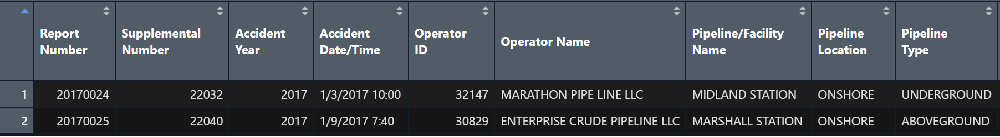 Report Number Supplemental Number Accident Year Accident Date/Time Operator ID Operator Name Pipeline/Facility Name Pipeline Location Pipeline Type
1 20170024 22032 2017 1/3/2017 10:00 32147 MARATHON PIPE LINE LLC MIDLAND STATION ONSHORE UNDERGROUND
2 20170025 22040 2017 1/9/2017 7:40 30829 ENTERPRISE CRUDE PIPELINE LLC MARSHALL STATION ONSHORE ABOVEGROUND